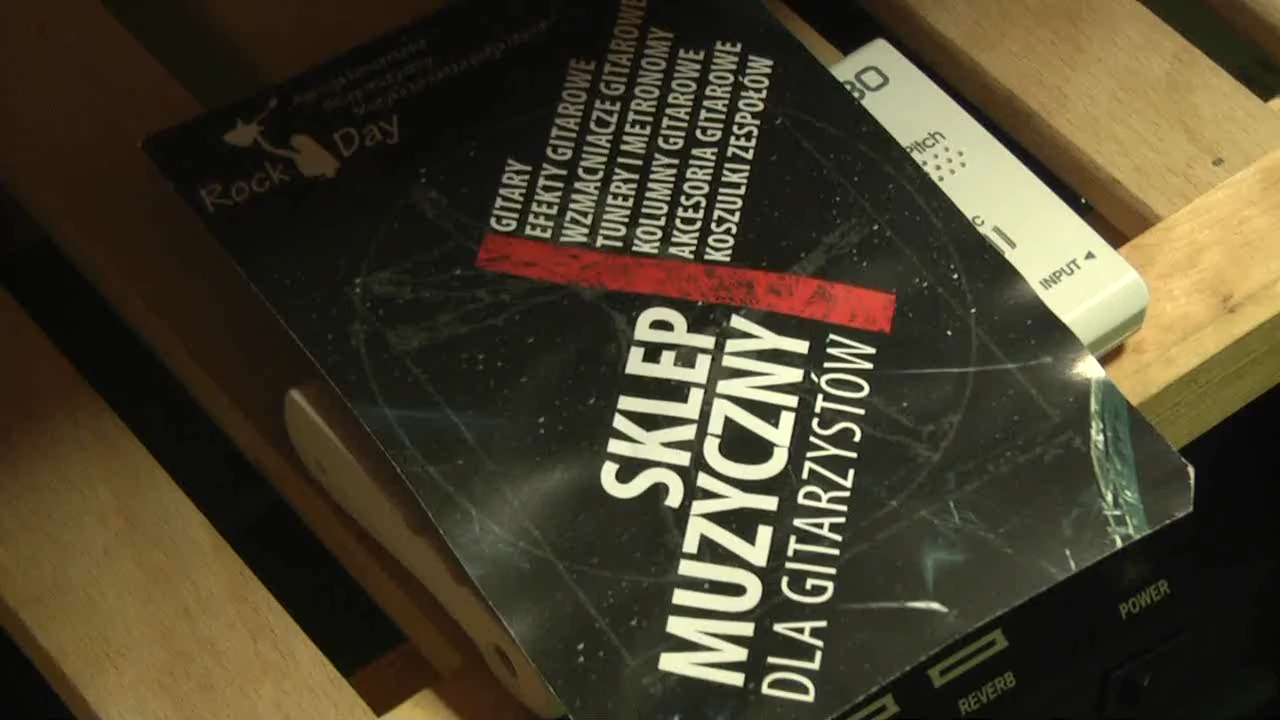 Rock Day
GITARY
EFEKTY GITAROWE
WZMACNIACZE GITAROWE
TUNERY I METRONOMY
KOLUMNY GITAROWE
AKCESORIA GITAROWE
KOSZULKI ZESPOŁÓW
SKLEP
MUZYCZNY
DLA GITARZYSTÓW
Pitch
INPUT
POWER
REVERB